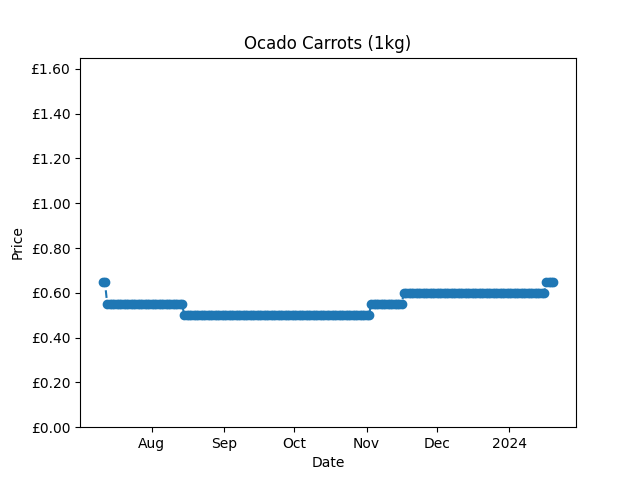 Ocado Carrots (1kg)
£1.60
£1.40
£1.20
£1.00
£0.80
£0.60
£0.40
£0.20
£0.00
Price
Aug Sep Oct Nov Dec 2024
Date